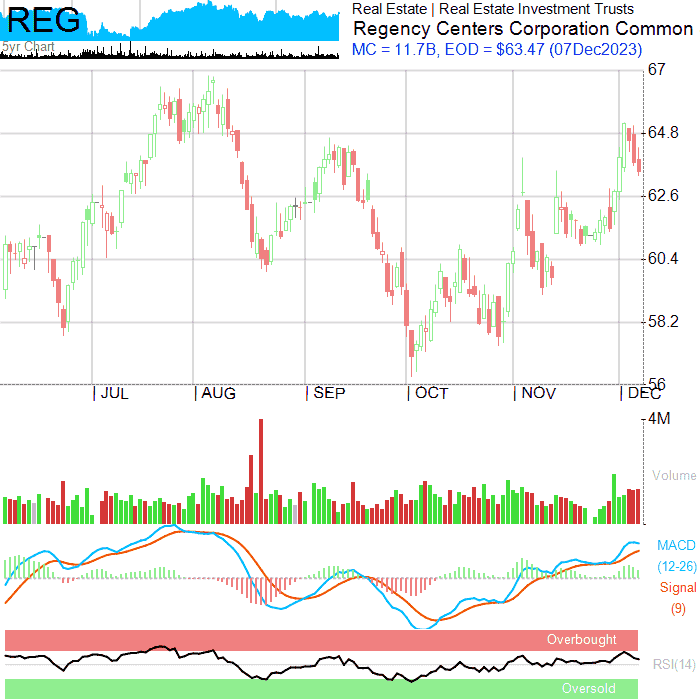 REG
5yr Chart
Real Estate | Real Estate Investment Trusts
Regency Centers Corporation Common
MC = 11.7B, EOD = $63.47 (07Dec2023)
67
64.8
62.6
60.4
58.2
56
JUL AUG SEP OCT NOV DEC
4M
Volume
MACD
(12-26)
Signal
(9)
Overbought
RSI(14)
Oversold